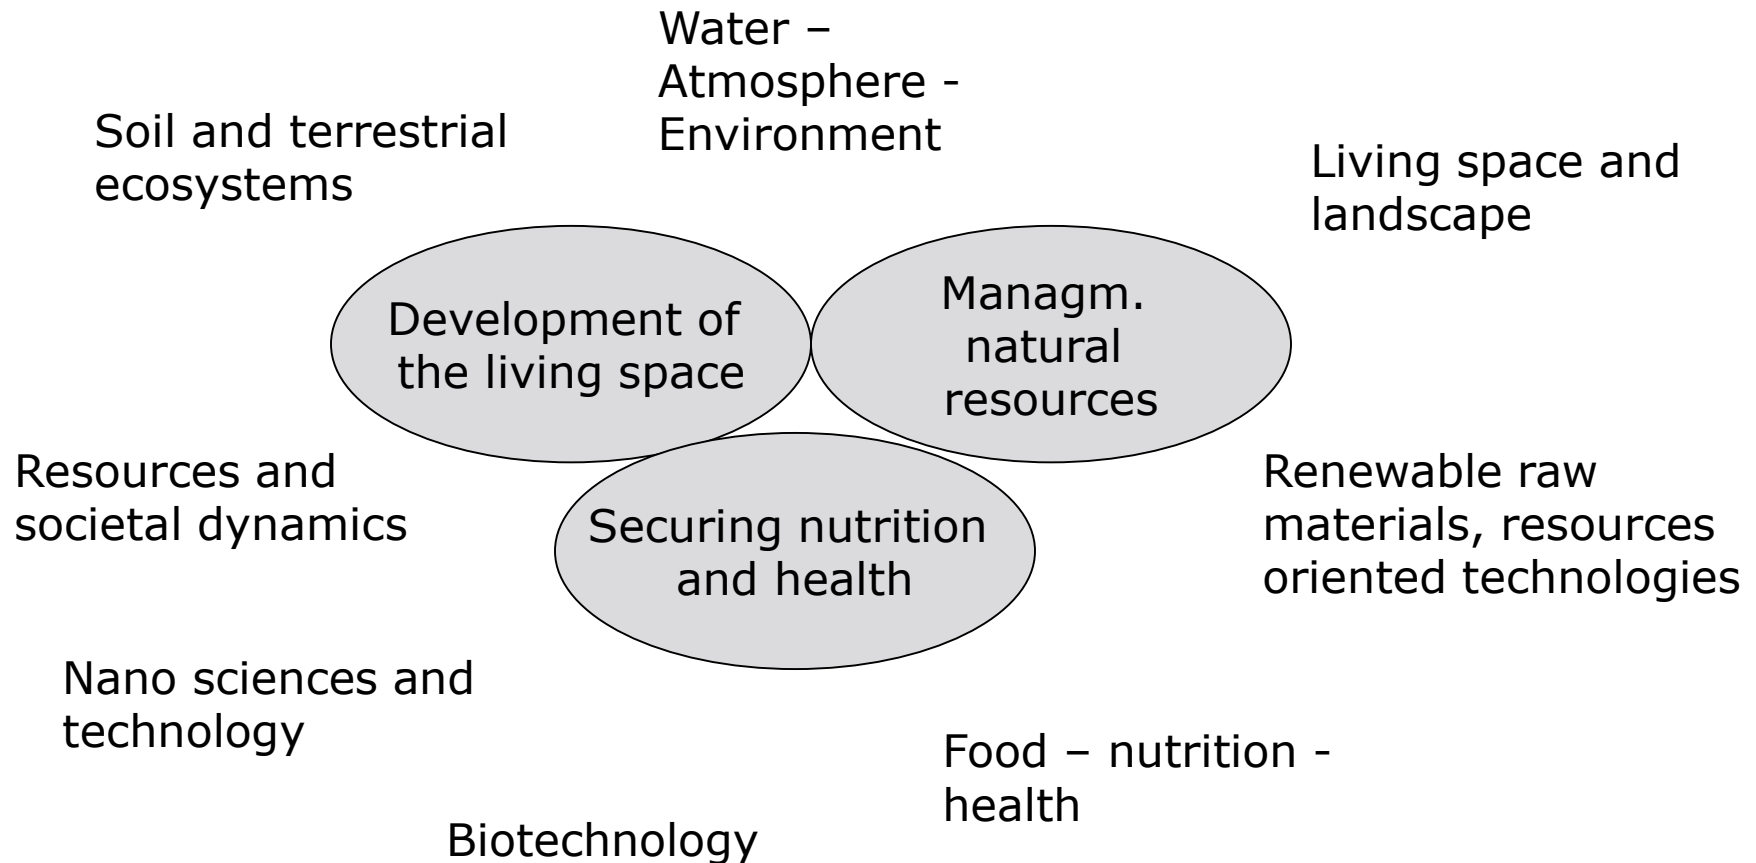 Water –
Atmosphere -
Environment
Soil and terrestrial
ecosystems
Living space and
landscape
Development of
the living space
Managm.
natural
resources
Resources and
societal dynamics
Securing nutrition
and health
Renewable raw
materials, resources
oriented technologies
Nano sciences and
technology
Food – nutrition -
health
Biotechnology